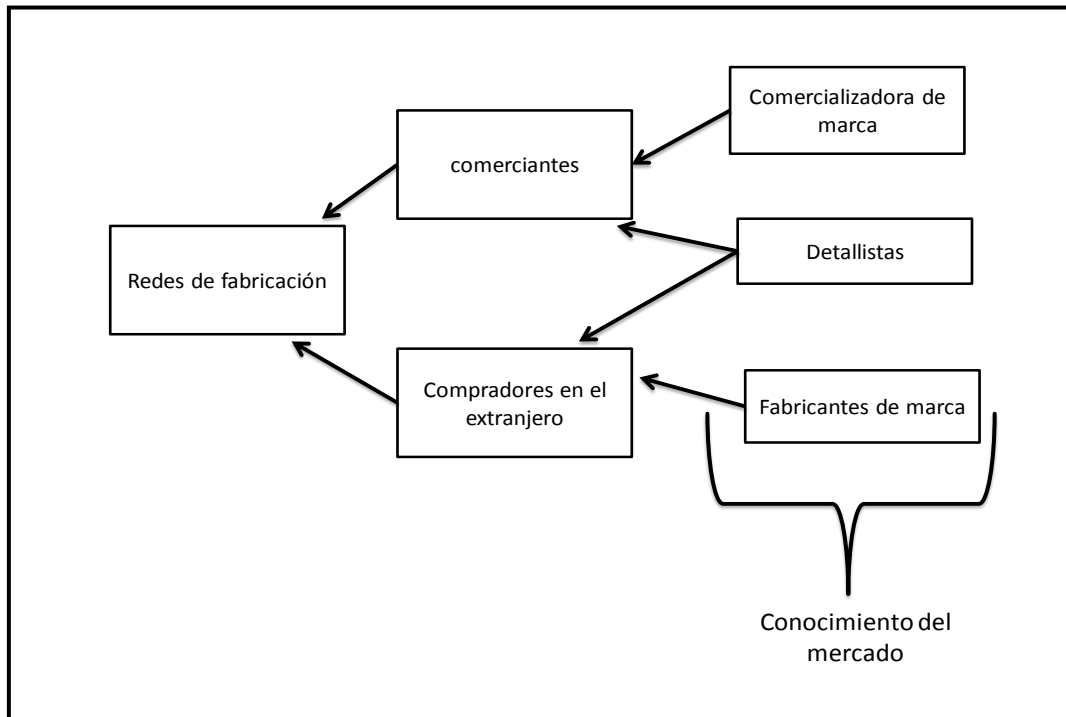 Comercializadora de
marca
comerciantes
Detallistas
Redes de fabricación
Compradores en el
extranjero
Fabricantes de marca
Conocimiento del
mercado